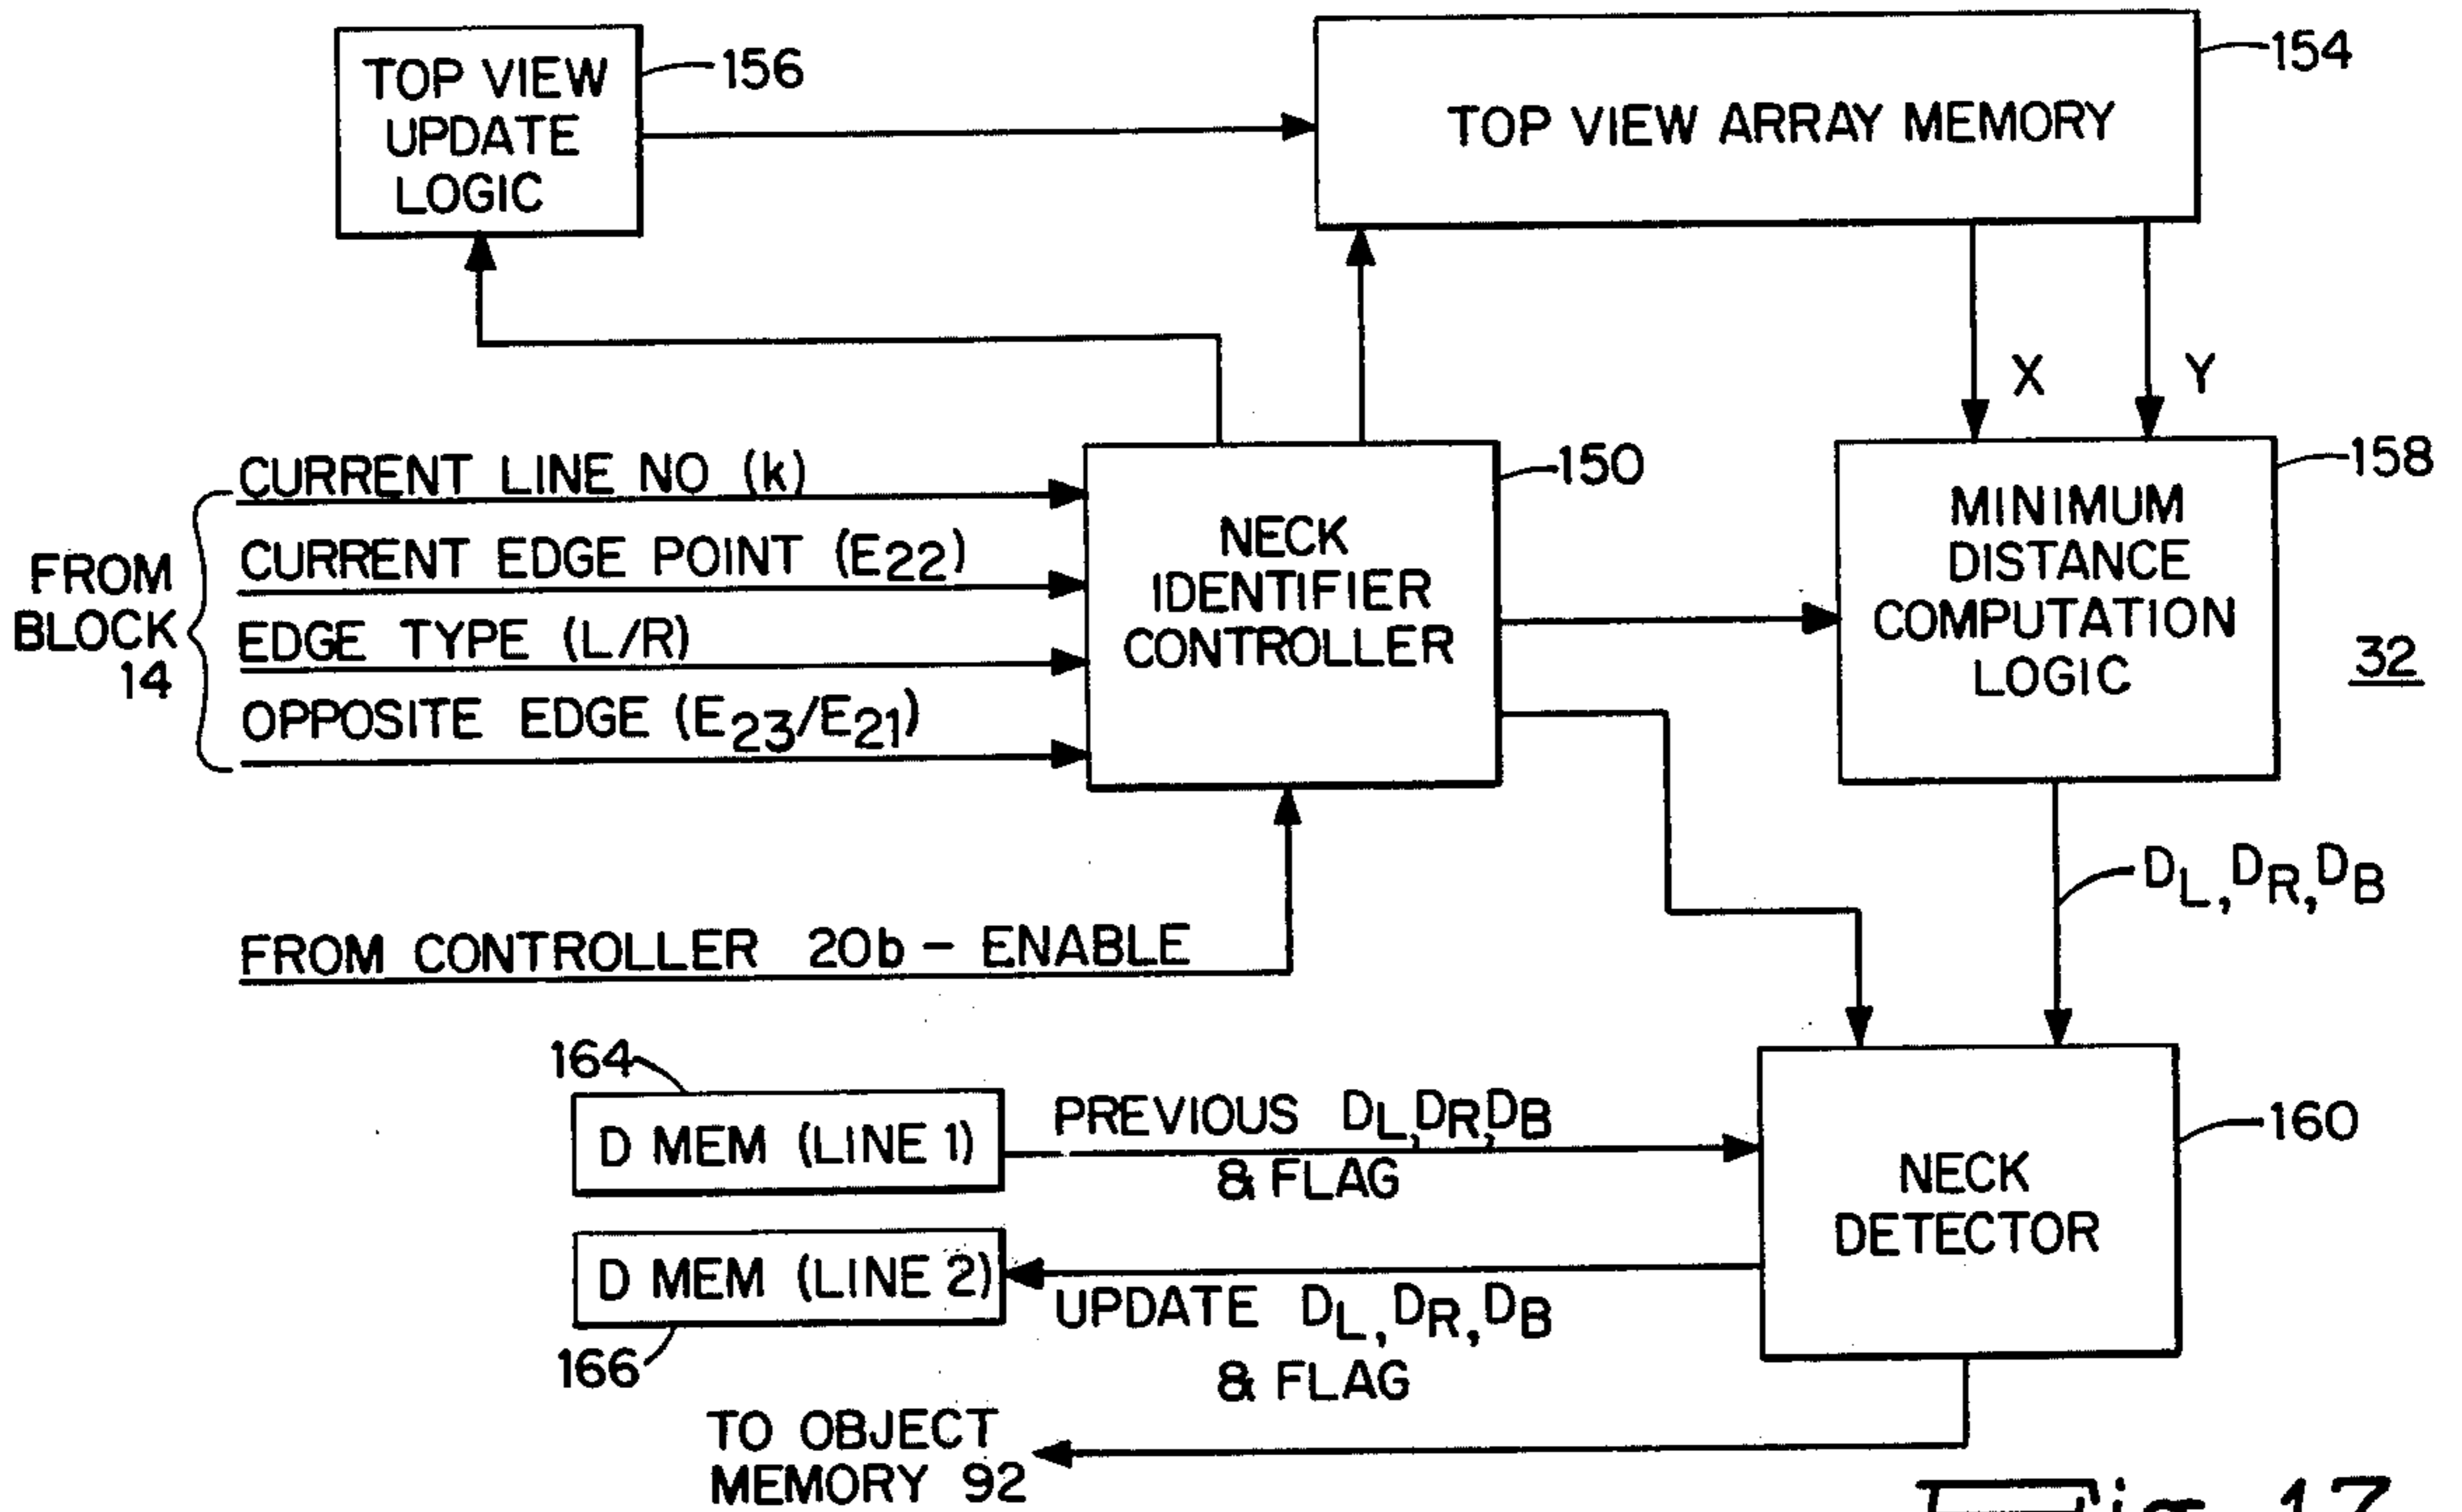 TOP VIEW
UPDATE
LOGIC
156
TOP VIEW ARRAY MEMORY
154
X
Y
CURRENT LINE NO (k)
CURRENT EDGE POINT (E22)
EDGE TYPE (L/R)
OPPOSITE EDGE (E23/E21)
FROM
BLOCK
14
NECK
IDENTIFIER
CONTROLLER
150
MINIMUM
DISTANCE
COMPUTATION
LOGIC
158
32
DL, DR, DB
FROM CONTROLLER 20b - ENABLE
164
D MEM (LINE 1)
PREVIOUS DL, DR, DB
& FLAG
D MEM (LINE 2)
166
UPDATE DL, DR, DB
& FLAG
NECK
DETECTOR
160
TO OBJECT
MEMORY 92
Fig. 17